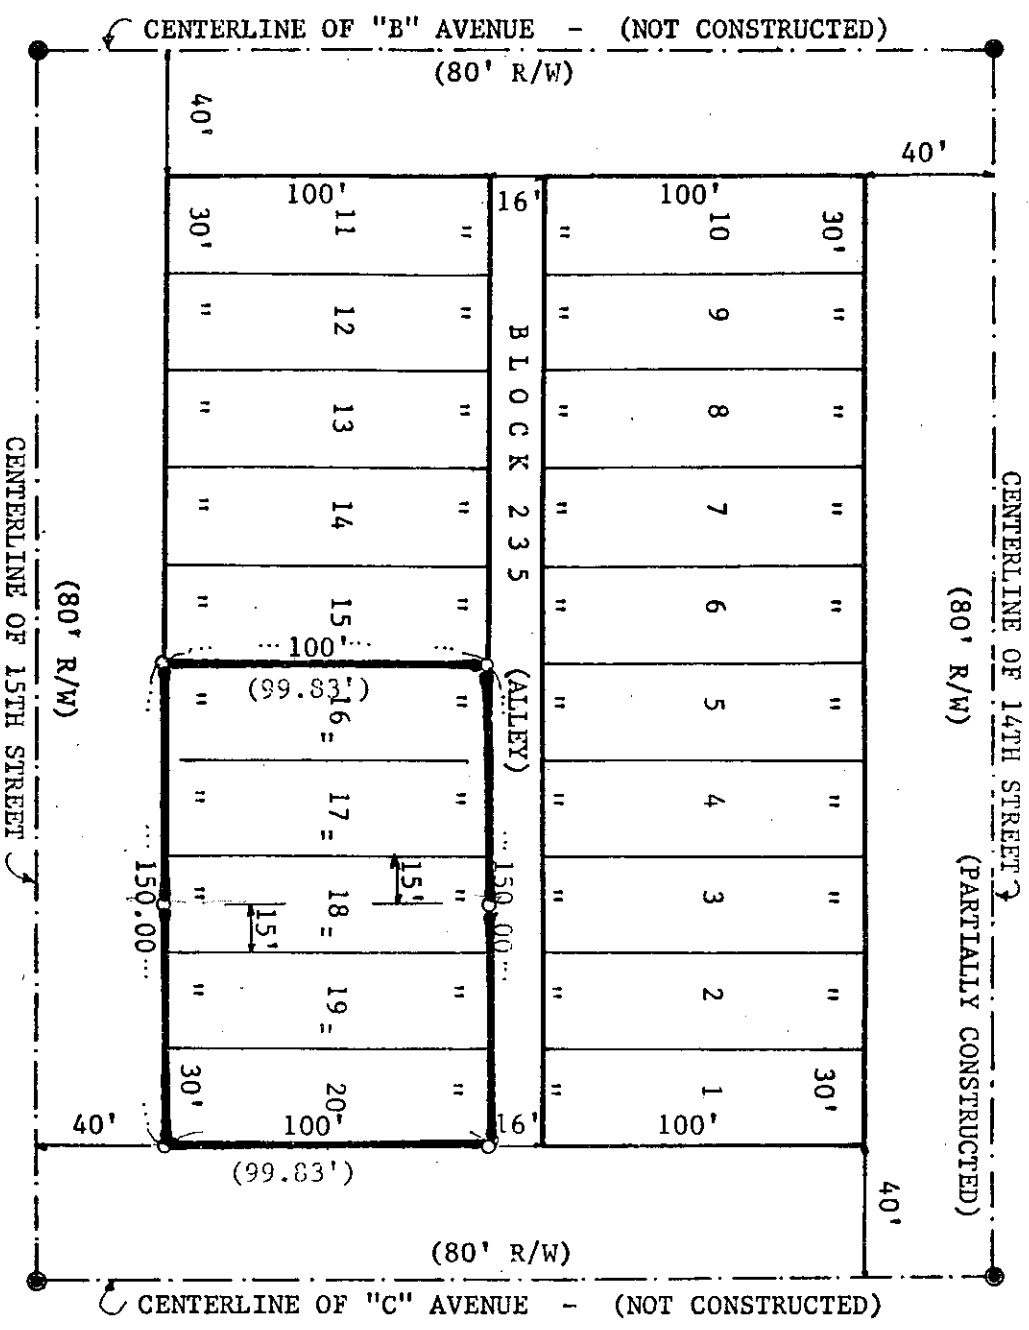 CENTERLINE OF "B" AVENUE - (NOT CONSTRUCTED)
(80' R/W)
40'
40'
100'
16'
100'
30' 11 "
" 10 30'
" 12 "
" 9 "
" 13 "
" 8 "
" 14 "
" 7 "
" 15 "
" 6 "
BLOCK 235
(ALLEY)
100'
(99.83')
" 16 " "
" 5 "
" 17 " "
" 4 "
" 18 " "
" 3 "
15'
15'
150.00
150.00
" 19 " "
" 2 "
30' 20 "
" 1 30'
40'
100'
16'
100'
(99.83')
40'
(80' R/W)
CENTERLINE OF "C" AVENUE - (NOT CONSTRUCTED)
CENTERLINE OF 15TH STREET
(80' R/W)
CENTERLINE OF 14TH STREET
(80' R/W)
(PARTIALLY CONSTRUCTED)